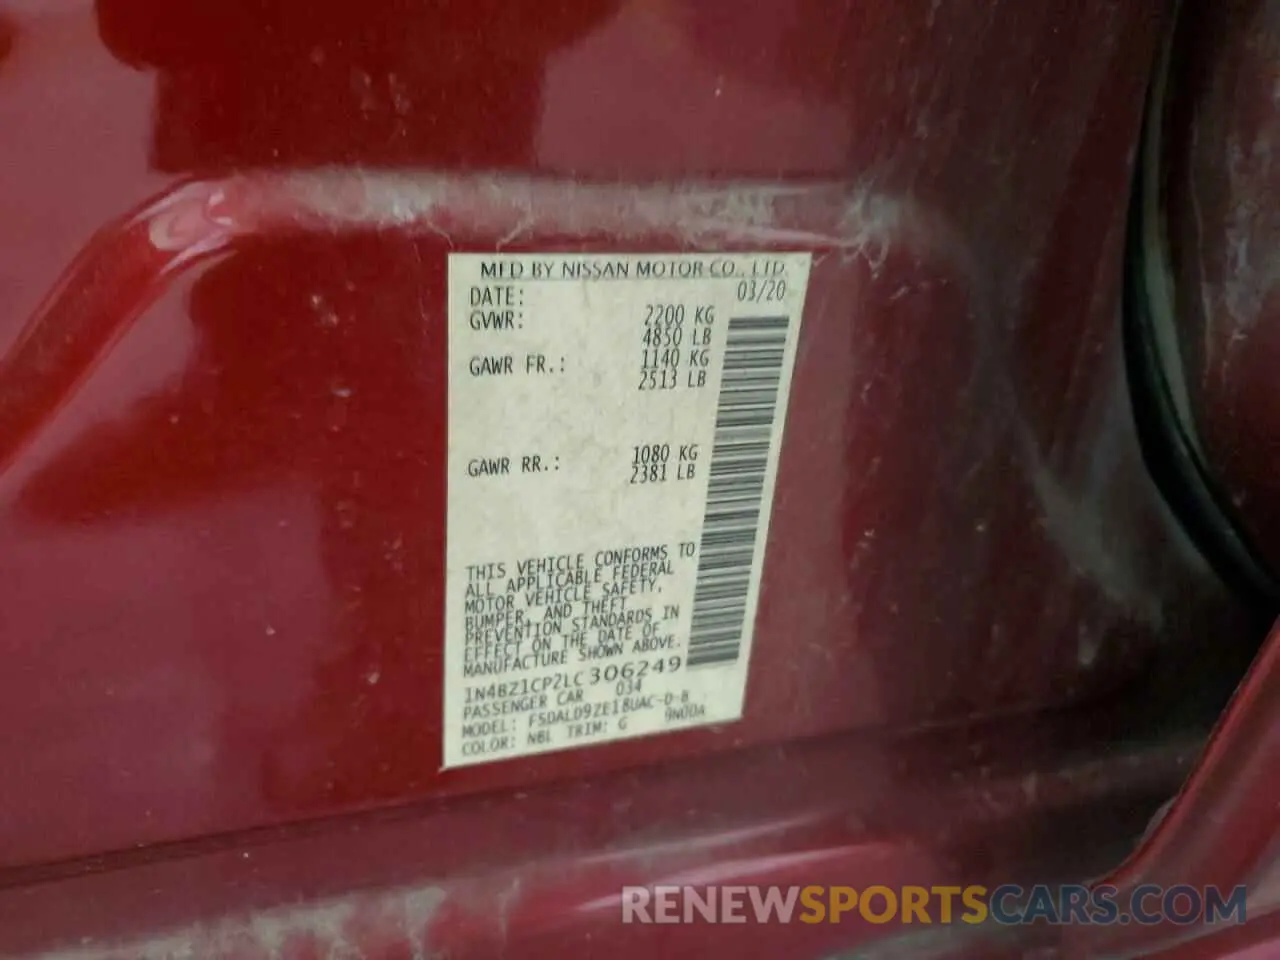 MFD BY NISSAN MOTOR CO., LTD.
DATE: 03/20
GVWR: 2200 KG
4850 LB
GAWR FR.: 1140 KG
2513 LB
GAWR RR.: 1080 KG
2381 LB
THIS VEHICLE CONFORMS TO
ALL APPLICABLE FEDERAL
MOTOR VEHICLE SAFETY,
BUMPER, AND THEFT
PREVENTION STANDARDS IN
EFFECT ON THE DATE OF
MANUFACTURE SHOWN ABOVE.
1N4BZ1CP2LC306249
PASSENGER CAR 034
MODEL: FSDALD9ZE18UAC-D-B
COLOR: NBL TRIM: G 9N00A
RENEWSPORTSCARS.COM